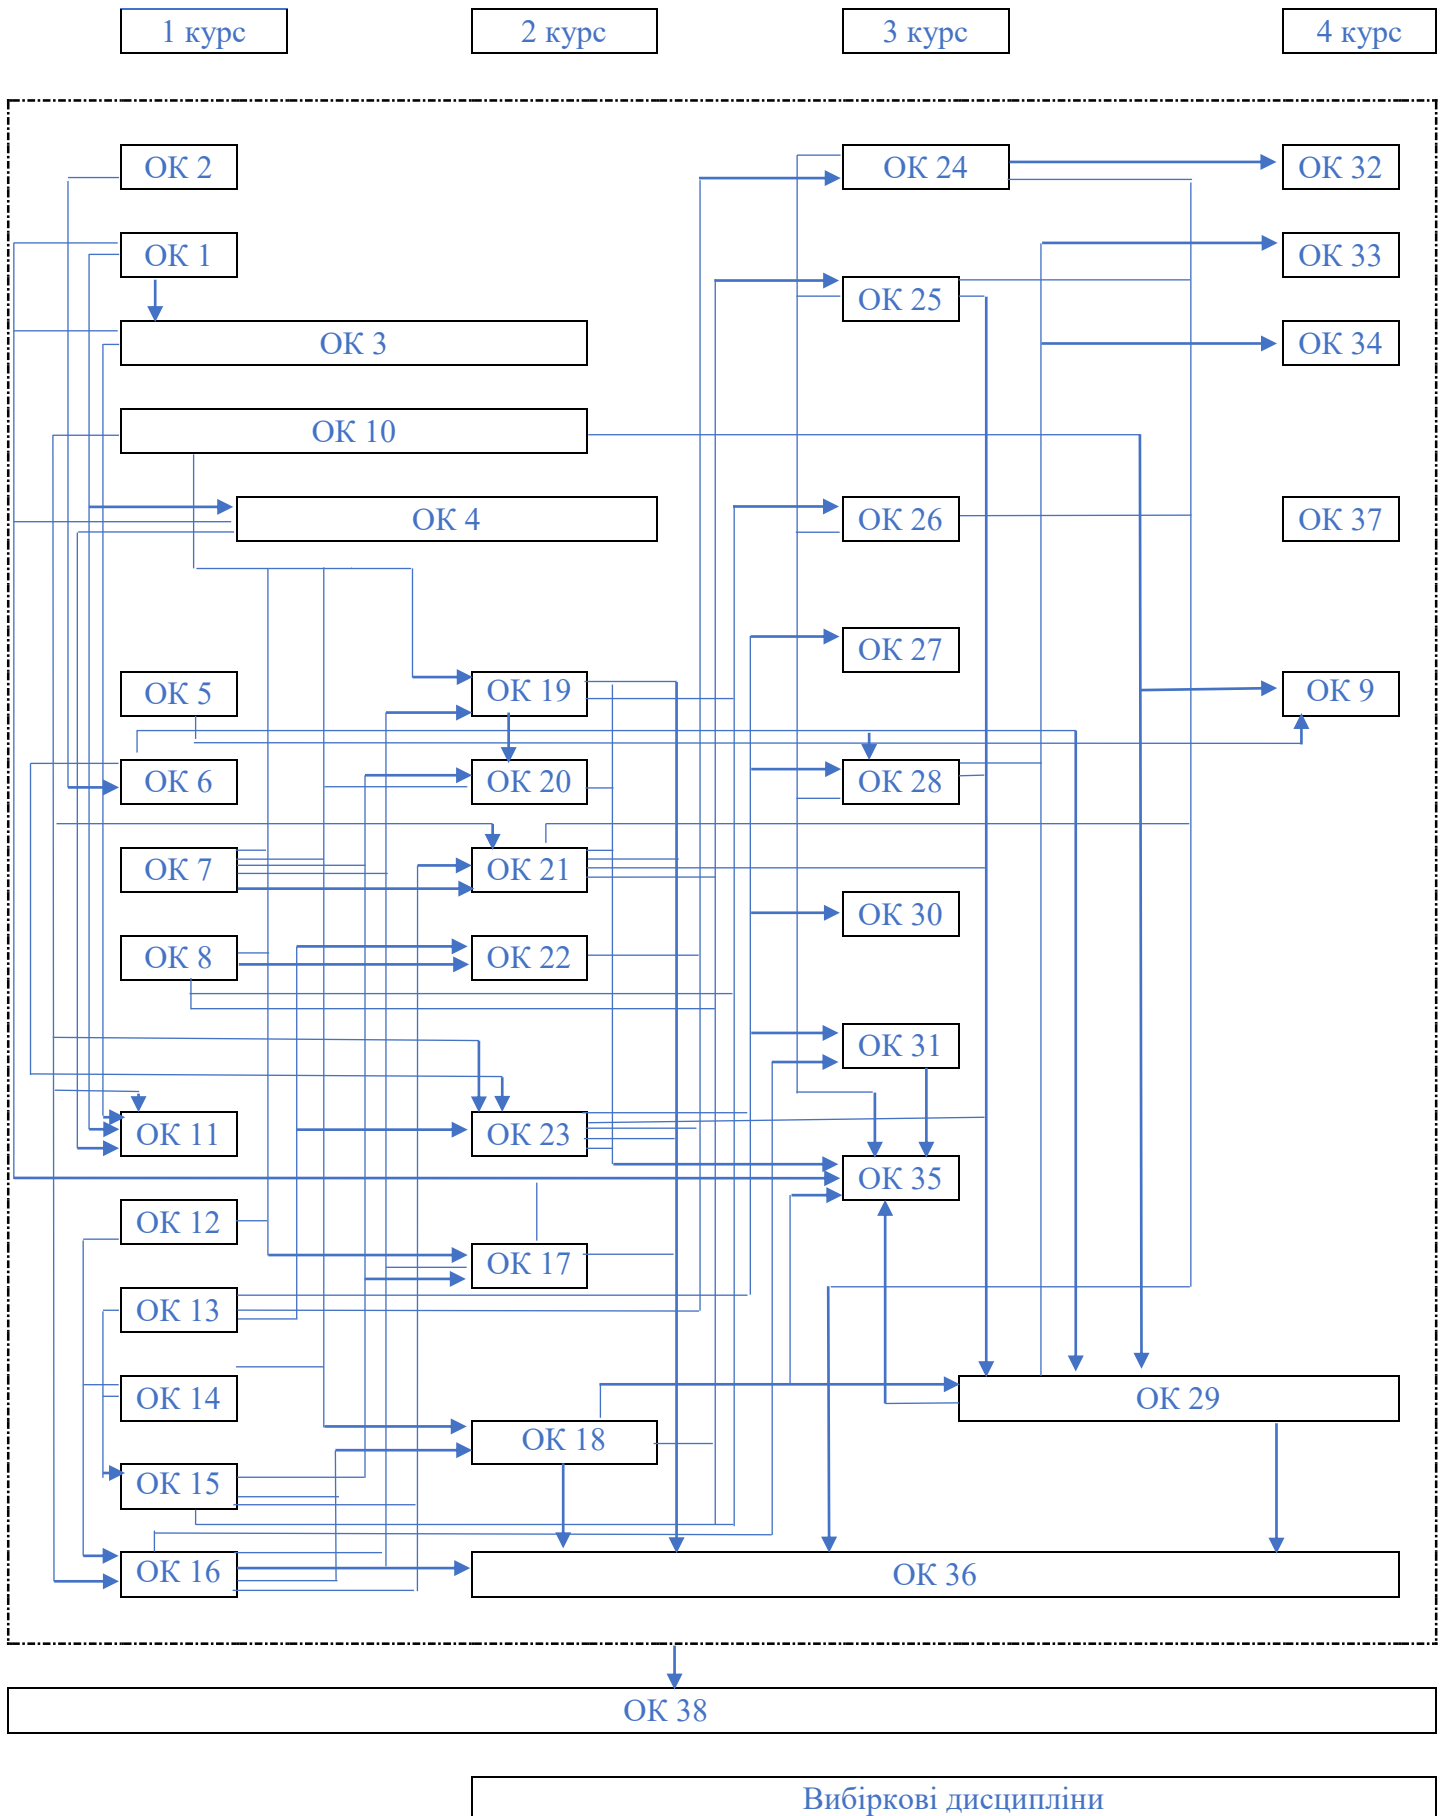 1 курс
2 курс
3 курс
4 курс
ОК 2
ОК 24
ОК 32
ОК 1
ОК 33
ОК 25
ОК 3
ОК 34
ОК 10
ОК 4
ОК 26
ОК 37
ОК 27
ОК 5
ОК 19
ОК 9
ОК 6
ОК 20
ОК 28
ОК 7
ОК 21
ОК 30
ОК 8
ОК 22
ОК 31
ОК 11
ОК 23
ОК 35
ОК 12
ОК 17
ОК 13
ОК 14
ОК 29
ОК 18
ОК 15
ОК 16
ОК 36
ОК 38
Вибіркові дисципліни